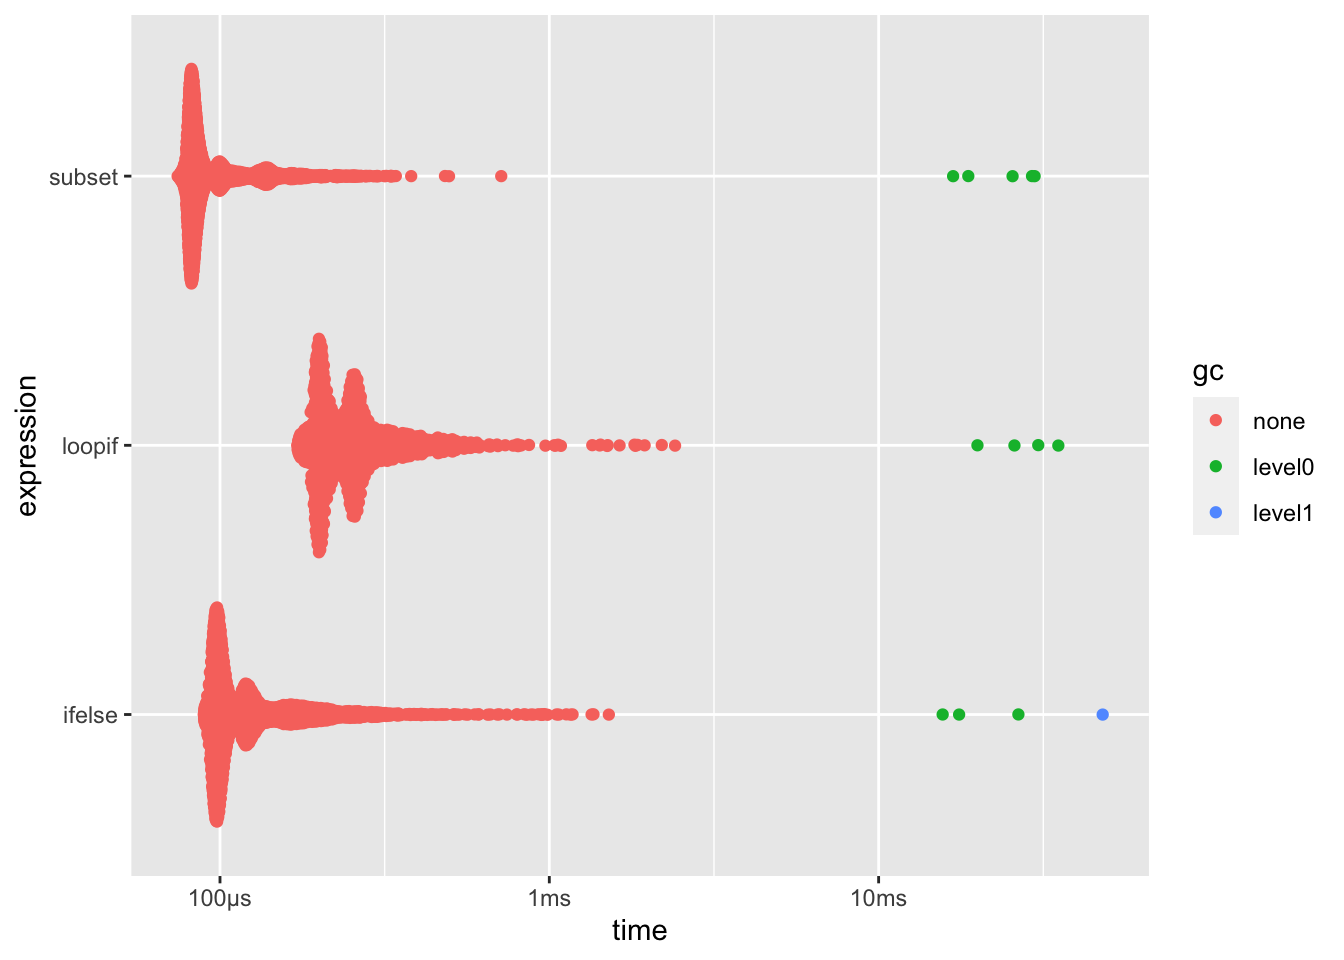 subset
loopif
ifelse
expression
100µs
1ms
10ms
time
gc
none
level0
level1